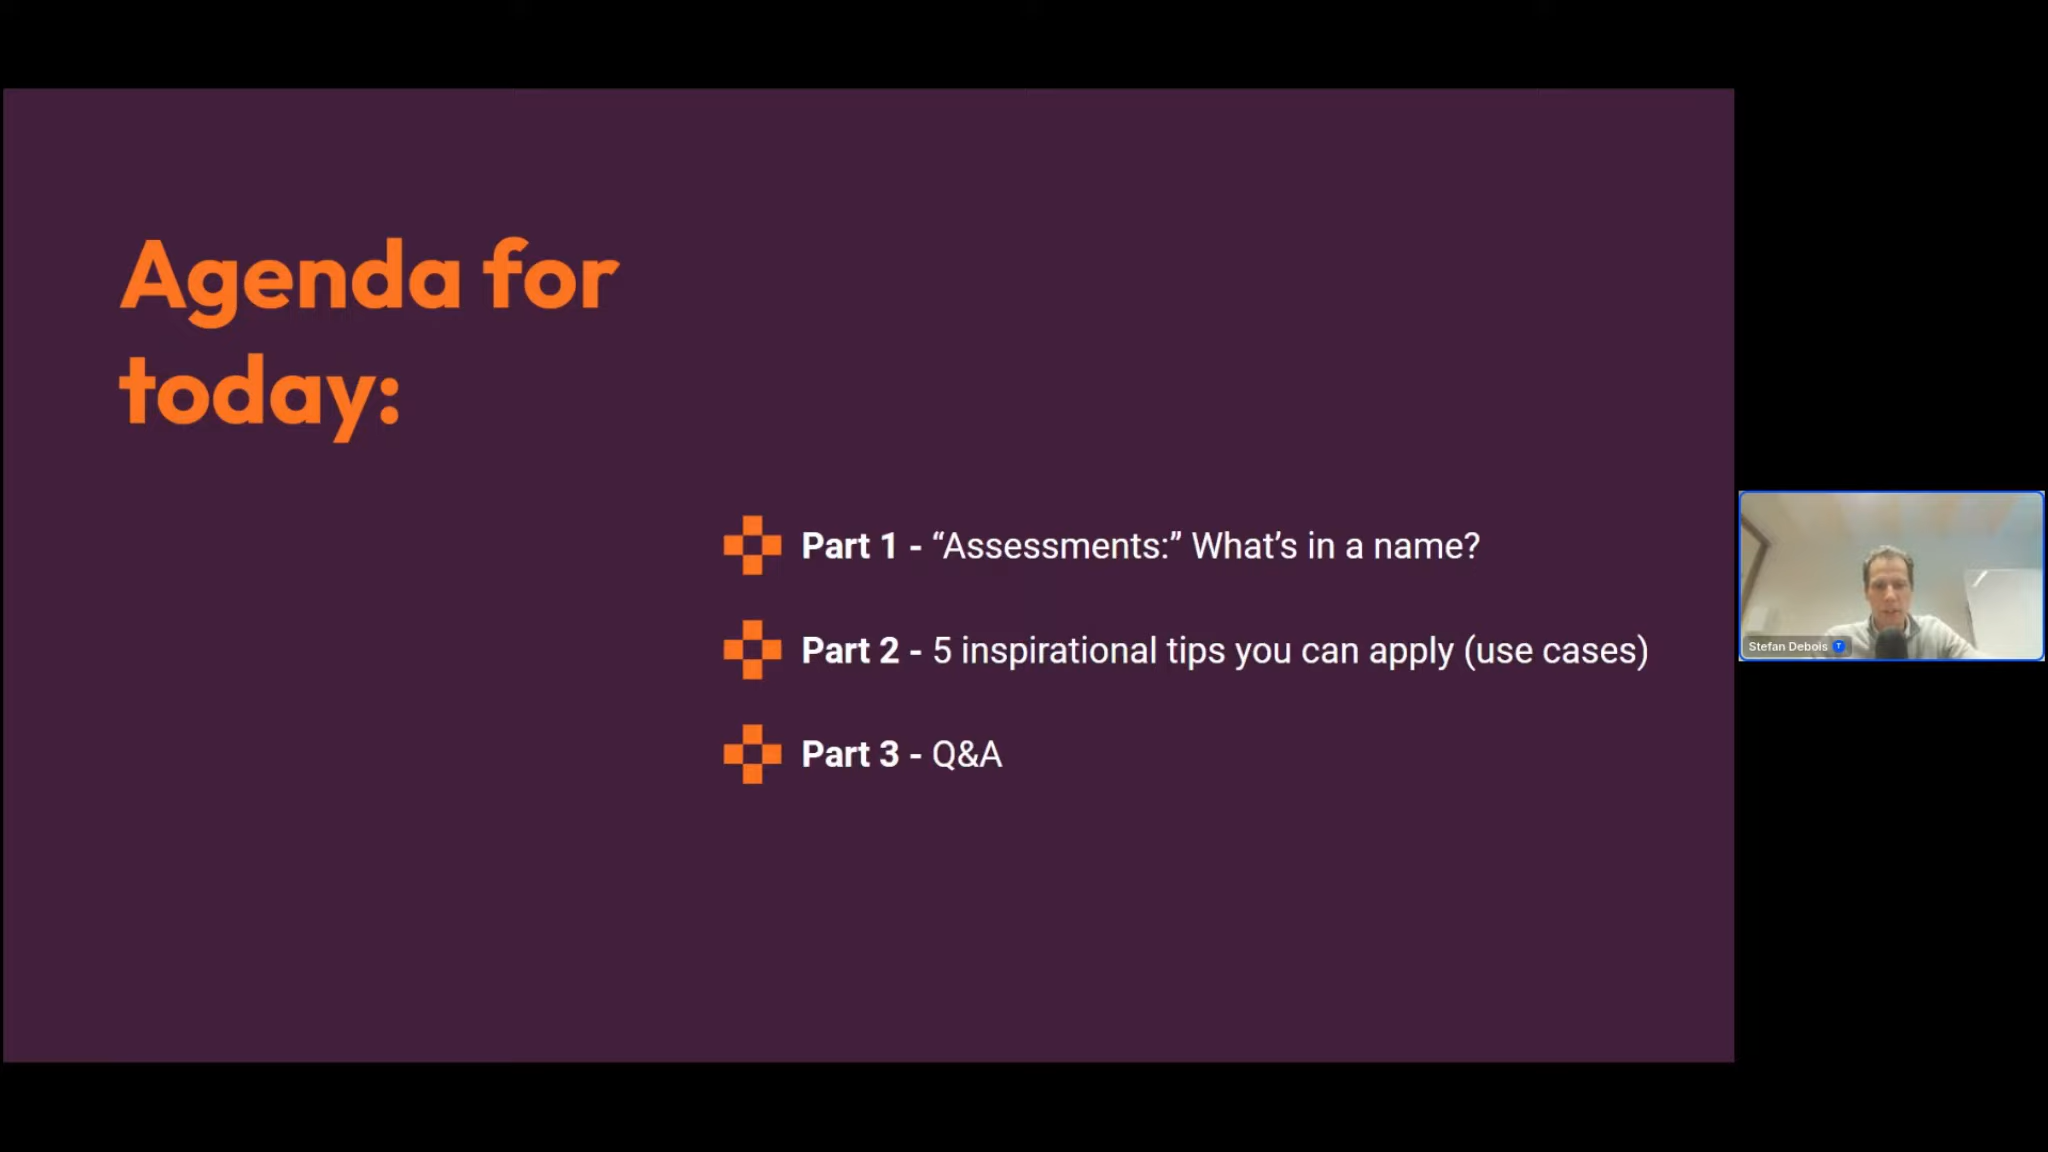 Agenda for
today:
Part 1 - “Assessments:” What’s in a name?
Part 2 - 5 inspirational tips you can apply (use cases)
Part 3 - Q&A
Stefan Debois T